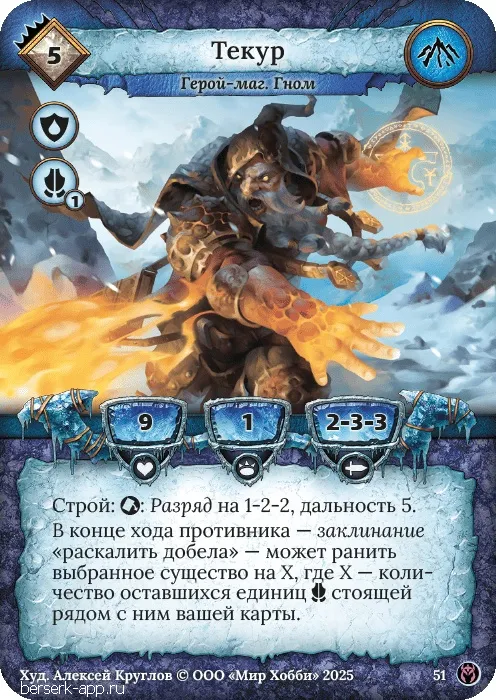 5
Текур
Герой-маг. Гном
1
9
1
2-3-3
Строй: : Разряд на 1-2-2, дальность 5.
В конце хода противника — заклинание
«раскалить добела» — может ранить
выбранное существо на X, где X — коли-
чество оставшихся единиц стоящей
рядом с ним вашей карты.
Худ. Алексей Круглов © ООО «Мир Хобби» 2025
51
berserk-app.ru